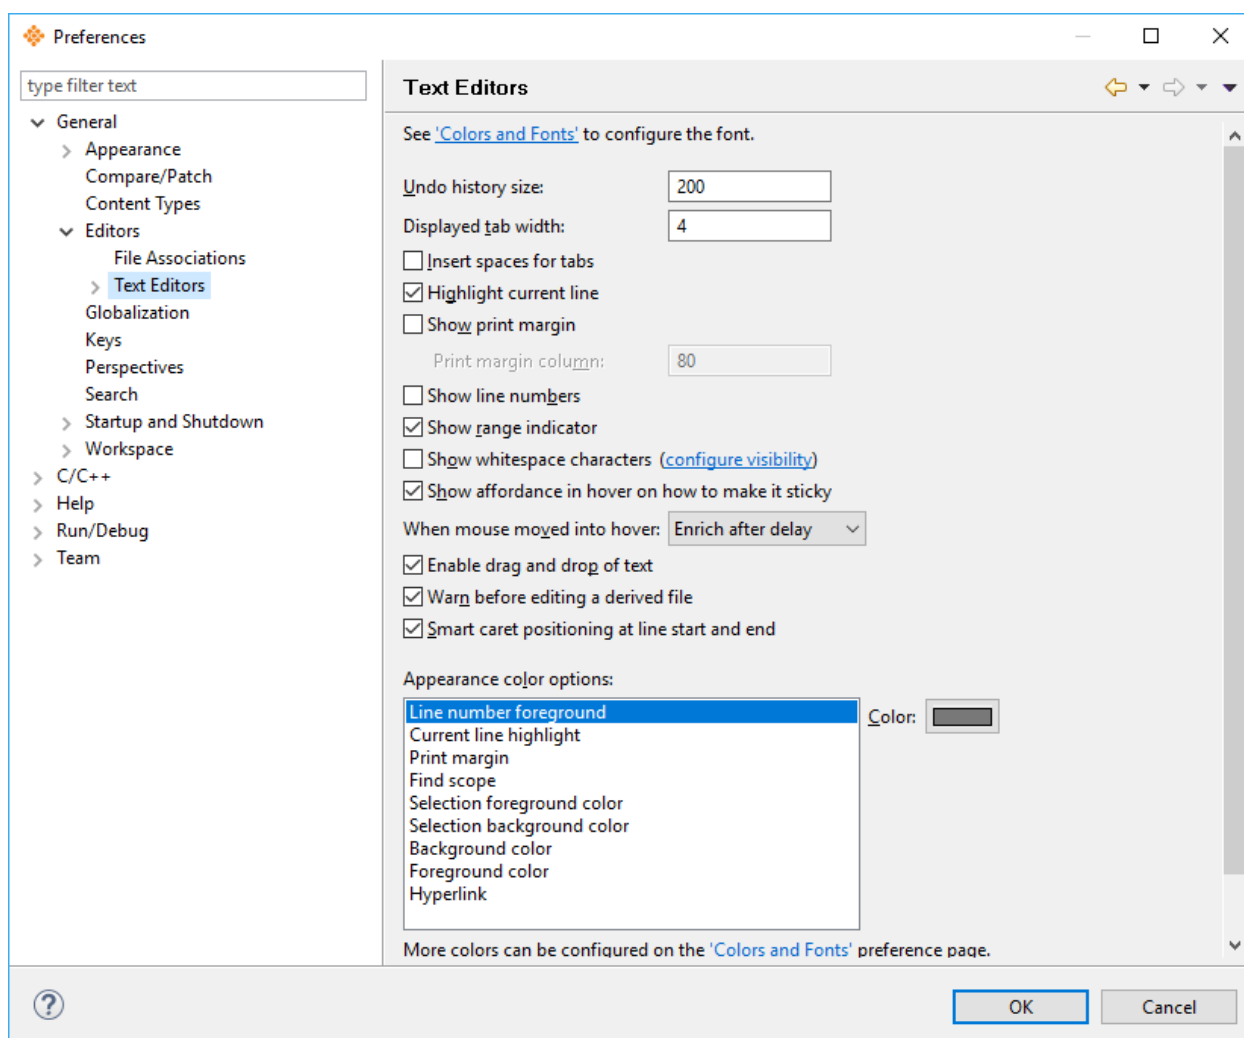 Preferences
type filter text
General
Appearance
Compare/Patch
Content Types
Editors
File Associations
Text Editors
Globalization
Keys
Perspectives
Search
Startup and Shutdown
Workspace
C/C++
Help
Run/Debug
Team
Text Editors
See 'Colors and Fonts' to configure the font.
Undo history size: 200
Displayed tab width: 4
Insert spaces for tabs
Highlight current line
Show print margin
Print margin column: 80
Show line numbers
Show range indicator
Show whitespace characters (configure visibility)
Show affordance in hover on how to make it sticky
When mouse moved into hover: Enrich after delay
Enable drag and drop of text
Warn before editing a derived file
Smart caret positioning at line start and end
Appearance color options:
Line number foreground
Current line highlight
Print margin
Find scope
Selection foreground color
Selection background color
Background color
Foreground color
Hyperlink
Color:
More colors can be configured on the 'Colors and Fonts' preference page.
?
OK
Cancel